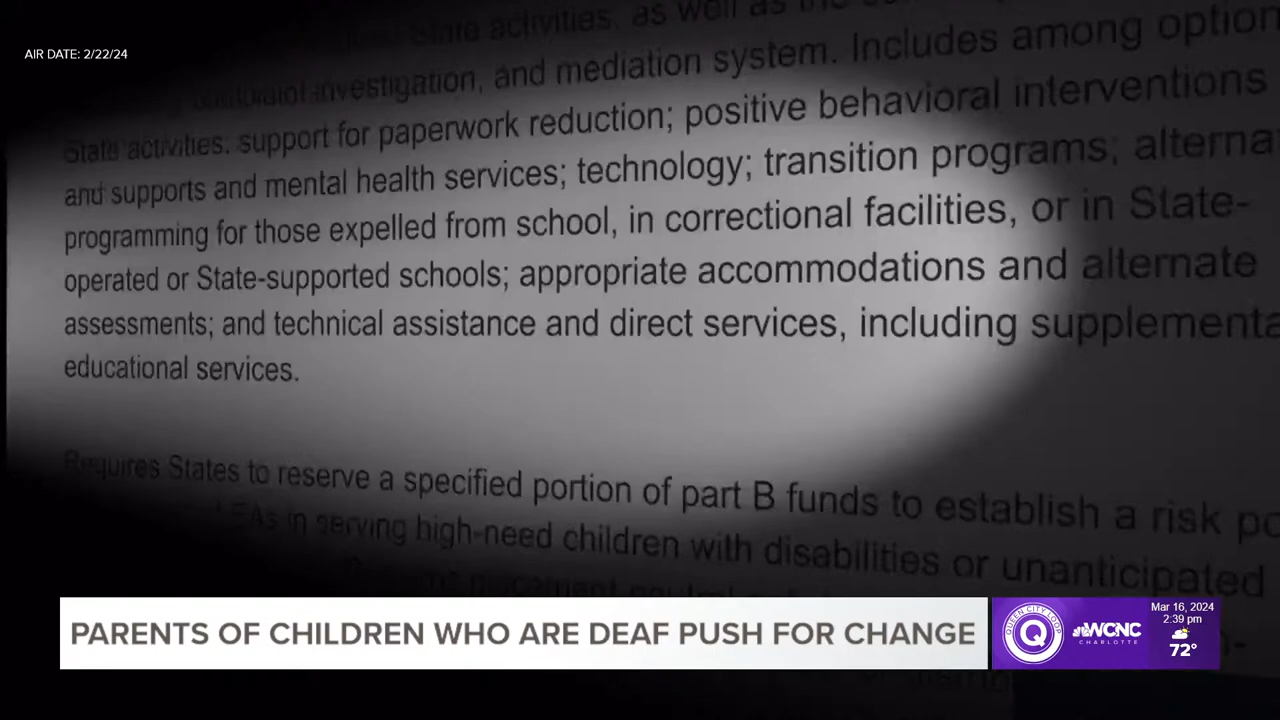 State activities, as well as the
AIR DATE: 2/22/24
investigation, and mediation system. Includes among option
State activities: support for paperwork reduction; positive behavioral interventions
and supports and mental health services; technology; transition programs; alterna
programming for those expelled from school, in correctional facilities, or in State-
operated or State-supported schools; appropriate accommodations and alternate
assessments; and technical assistance and direct services, including supplementa
educational services.
Requires States to reserve a specified portion of part B funds to establish a risk po
LEAs in serving high-need children with disabilities or unanticipated
PARENTS OF CHILDREN WHO ARE DEAF PUSH FOR CHANGE
QUEEN CITY LOOP
Q
WCNC
CHARLOTTE
Mar 16, 2024
2:39 pm
72°